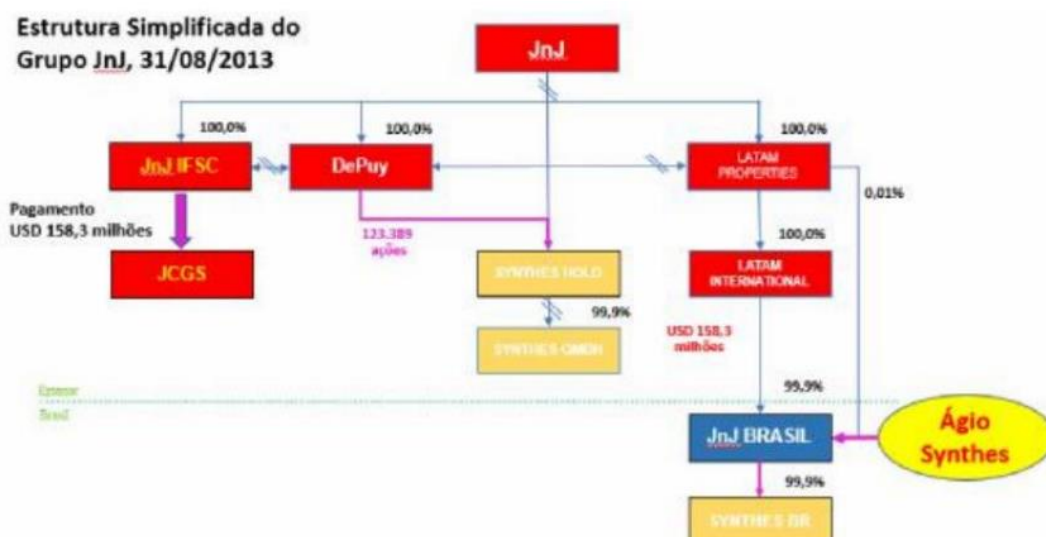 Estrutura Simplificada do
Grupo JnJ, 31/08/2013
JnJ
100,0%
100,0%
100,0%
JnJ IFSC
DePuy
LATAM
PROPERTIES
0,01%
Pagamento
USD 158,3 milhões
123.389
ações
100,0%
JCGS
SYNTHES HOLD
LATAM
INTERNATIONAL
99,9%
USD 158,3
milhões
SYNTHES GMBH
Exterior
Brasil
99,9%
JnJ BRASIL
Ágio
Synthes
99,9%
SYNTHES BR